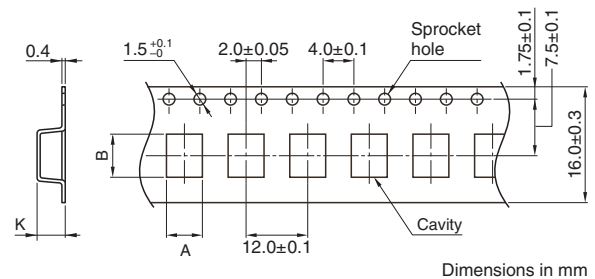 0.4
1.5 +0.1 −0
2.0±0.05
4.0±0.1
Sprocket
hole
1.75±0.1
7.5±0.1
16.0±0.3
B
K
A
12.0±0.1
Cavity
Dimensions in mm